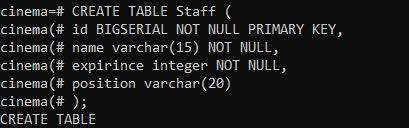 cinema=# CREATE TABLE Staff (
cinema(# id BIGSERIAL NOT NULL PRIMARY KEY,
cinema(# name varchar(15) NOT NULL,
cinema(# expirince integer NOT NULL,
cinema(# position varchar(20)
cinema(# );
CREATE TABLE